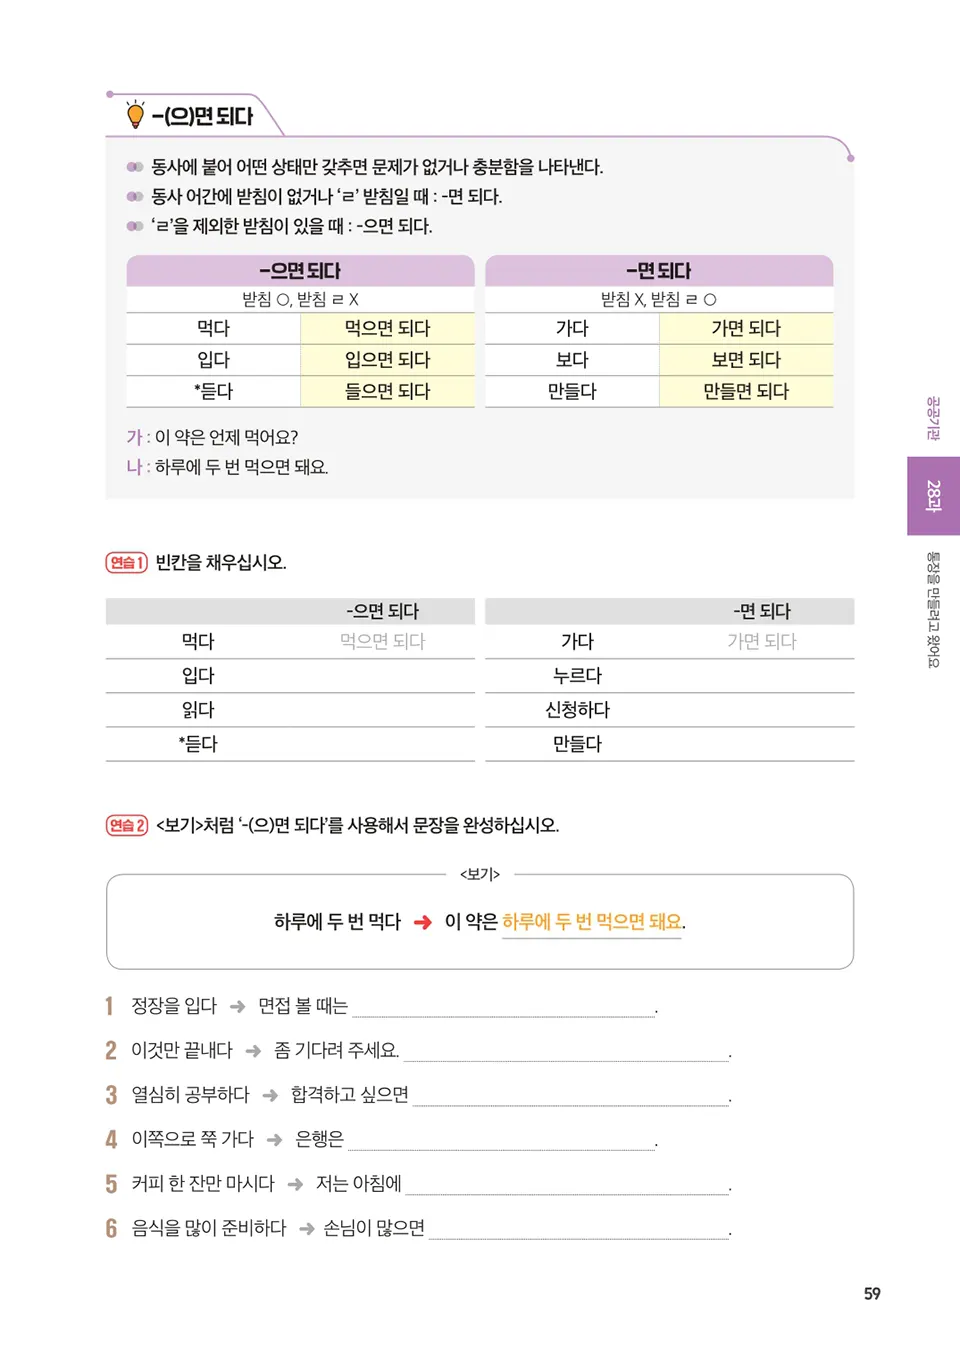 -(으)면 되다
동사에 붙어 어떤 상태만 갖추면 문제가 없거나 충분함을 나타낸다.
동사 어간에 받침이 없거나 ‘ㄹ’ 받침일 때 : -면 되다.
‘ㄹ’을 제외한 받침이 있을 때 : -으면 되다.
-으면 되다
받침 O, 받침 ㄹ X
먹다 먹으면 되다
입다 입으면 되다
*듣다 들으면 되다
-면 되다
받침 X, 받침 ㄹ O
가다 가면 되다
보다 보면 되다
만들다 만들면 되다
가 : 이 약은 언제 먹어요?
나 : 하루에 두 번 먹으면 돼요.
연습 1 빈칸을 채우십시오.
-으면 되다
먹다 먹으면 되다
입다
읽다
*듣다
-면 되다
가다 가면 되다
누르다
신청하다
만들다
연습 2 <보기>처럼 ‘-(으)면 되다’를 사용해서 문장을 완성하십시오.
<보기>
하루에 두 번 먹다 ➜ 이 약은 하루에 두 번 먹으면 돼요.
1 정장을 입다 ➜ 면접 볼 때는 .
2 이것만 끝내다 ➜ 좀 기다려 주세요. .
3 열심히 공부하다 ➜ 합격하고 싶으면 .
4 이쪽으로 쭉 가다 ➜ 은행은 .
5 커피 한 잔만 마시다 ➜ 저는 아침에 .
6 음식을 많이 준비하다 ➜ 손님이 많으면 .
공공기관
28과
통장을 만들려고 왔어요
59